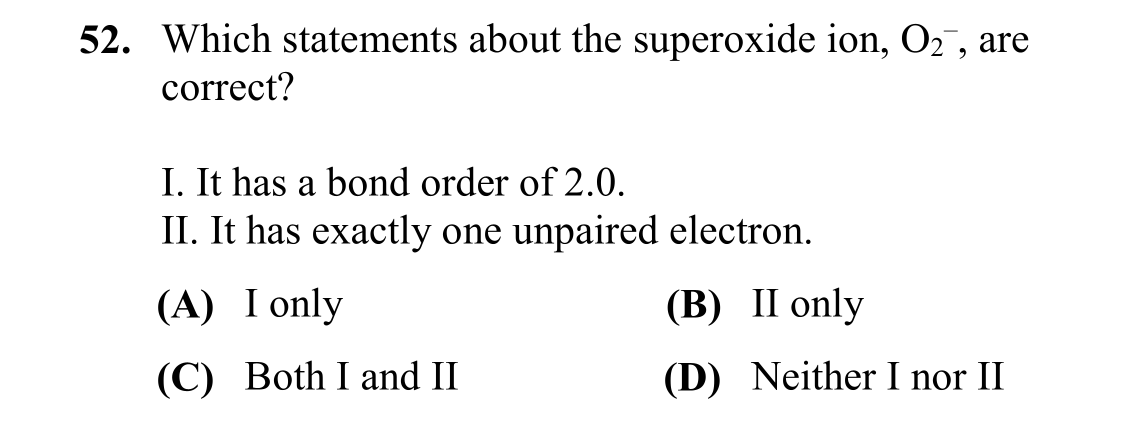 52. Which statements about the superoxide ion, O₂⁻, are
correct?
I. It has a bond order of 2.0.
II. It has exactly one unpaired electron.
(A) I only (B) II only
(C) Both I and II (D) Neither I nor II